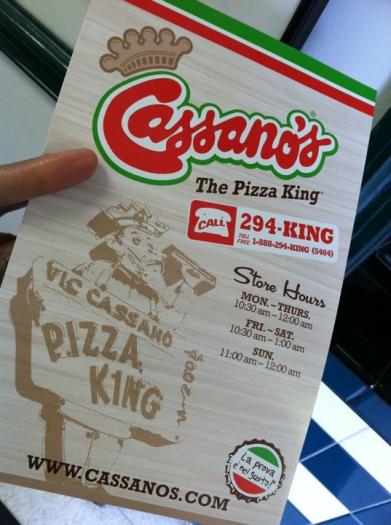 Cassano's®
The Pizza King
CALL
294-KING
TOLL FREE 1-888-294-KING (5464)
Store Hours
MON. – THURS.
10:30 am – 12:00 am
FRI. – SAT.
10:30 am – 1:00 am
SUN.
11:00 am – 12:00 am
VIC CASSANO
PIZZA
KING
La prova
è nel gusto!
WWW.CASSANOS.COM